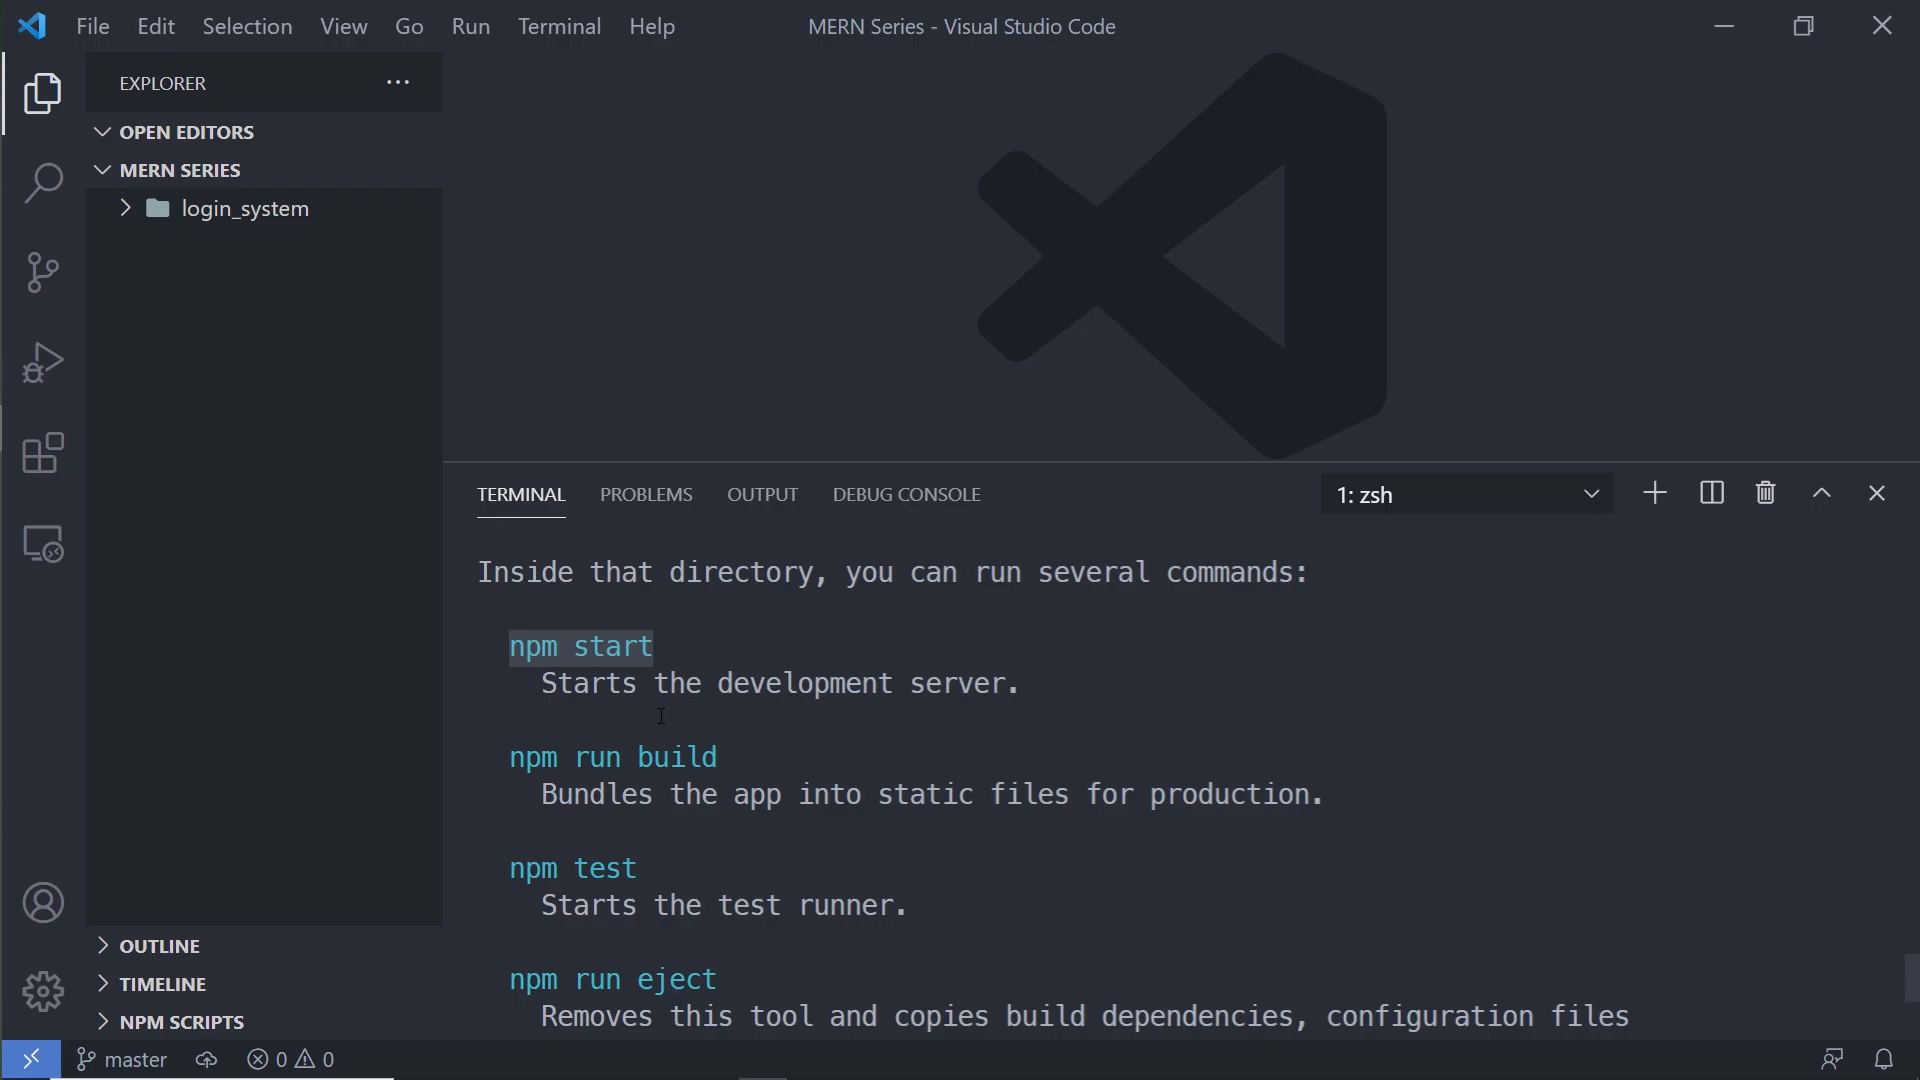 File Edit Selection View Go Run Terminal Help
MERN Series - Visual Studio Code
EXPLORER
OPEN EDITORS
MERN SERIES
login_system
OUTLINE
TIMELINE
NPM SCRIPTS
TERMINAL PROBLEMS OUTPUT DEBUG CONSOLE
1: zsh
Inside that directory, you can run several commands:
npm start
Starts the development server.
npm run build
Bundles the app into static files for production.
npm test
Starts the test runner.
npm run eject
Removes this tool and copies build dependencies, configuration files
master 0 0